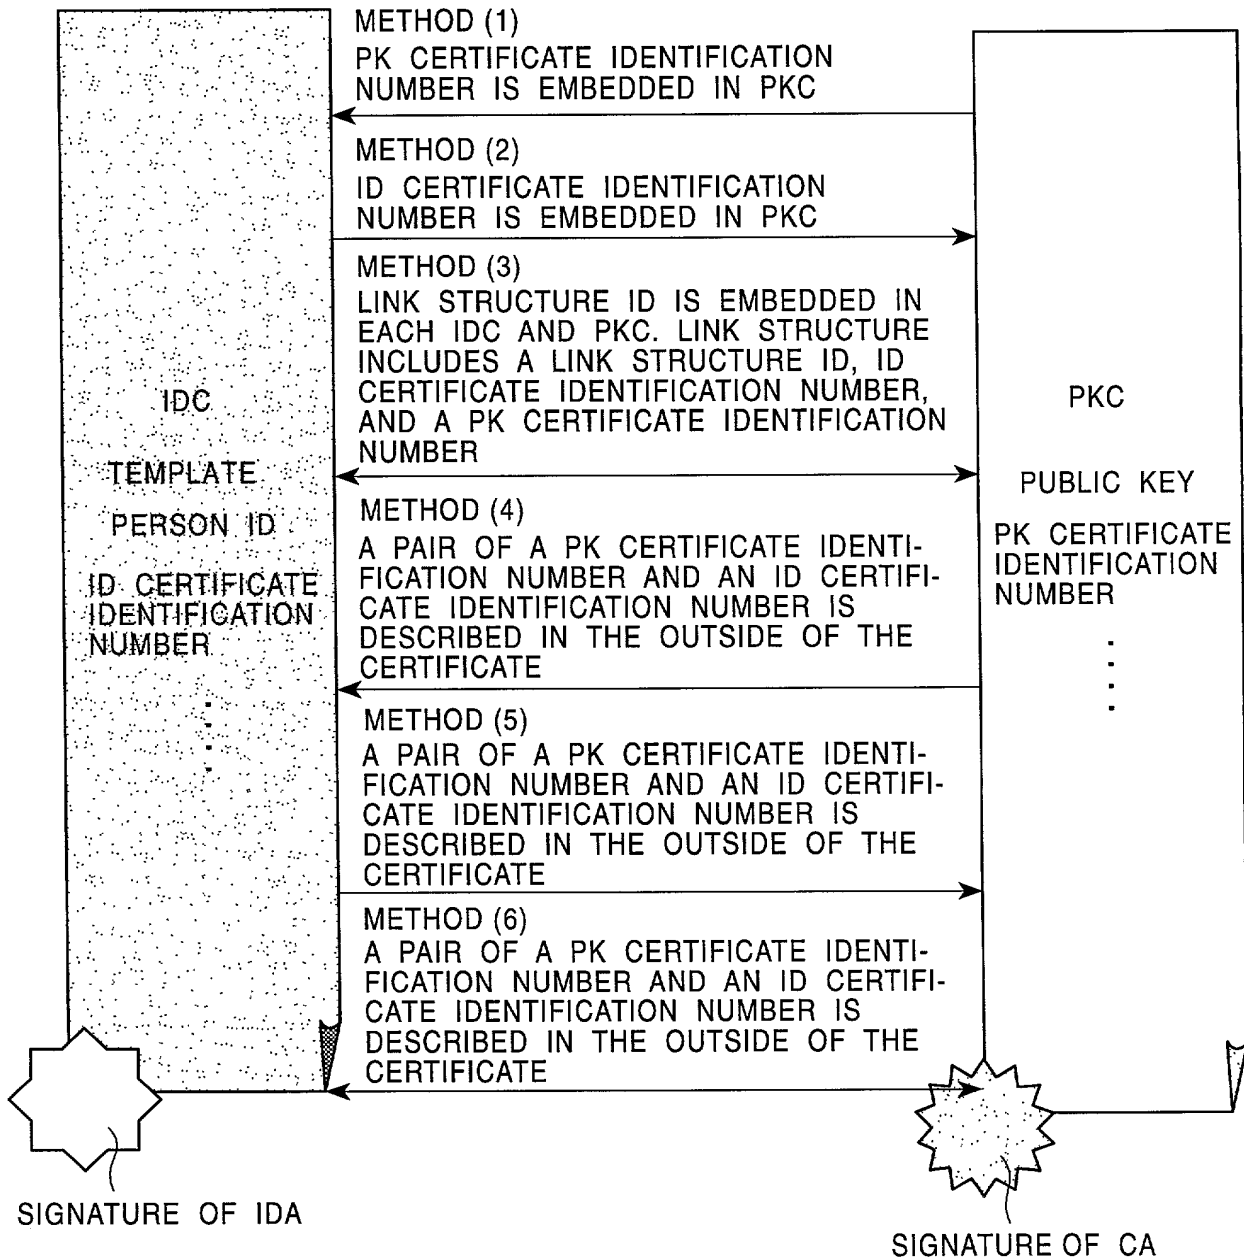 METHOD (1)
PK CERTIFICATE IDENTIFICATION
NUMBER IS EMBEDDED IN PKC
METHOD (2)
ID CERTIFICATE IDENTIFICATION
NUMBER IS EMBEDDED IN PKC
METHOD (3)
LINK STRUCTURE ID IS EMBEDDED IN
EACH IDC AND PKC. LINK STRUCTURE
INCLUDES A LINK STRUCTURE ID, ID
CERTIFICATE IDENTIFICATION NUMBER,
AND A PK CERTIFICATE IDENTIFICATION
NUMBER
METHOD (4)
A PAIR OF A PK CERTIFICATE IDENTI-
FICATION NUMBER AND AN ID CERTIFI-
CATE IDENTIFICATION NUMBER IS
DESCRIBED IN THE OUTSIDE OF THE
CERTIFICATE
METHOD (5)
A PAIR OF A PK CERTIFICATE IDENTI-
FICATION NUMBER AND AN ID CERTIFI-
CATE IDENTIFICATION NUMBER IS
DESCRIBED IN THE OUTSIDE OF THE
CERTIFICATE
METHOD (6)
A PAIR OF A PK CERTIFICATE IDENTI-
FICATION NUMBER AND AN ID CERTIFI-
CATE IDENTIFICATION NUMBER IS
DESCRIBED IN THE OUTSIDE OF THE
CERTIFICATE
IDC
TEMPLATE
PERSON ID
ID CERTIFICATE
IDENTIFICATION
NUMBER
PKC
PUBLIC KEY
PK CERTIFICATE
IDENTIFICATION
NUMBER
SIGNATURE OF IDA
SIGNATURE OF CA